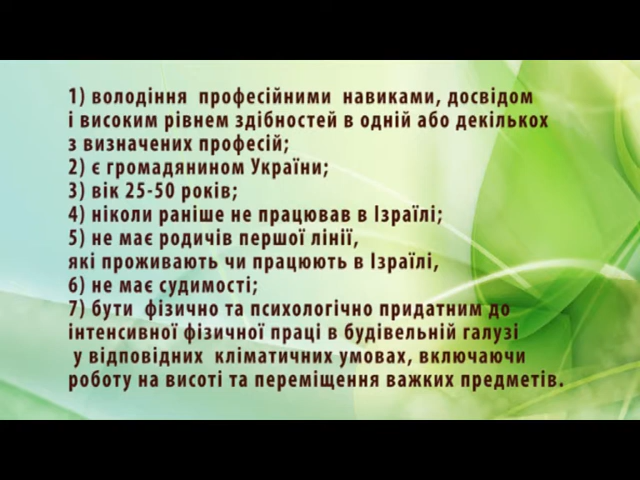 1) володіння професійними навиками, досвідом
і високим рівнем здібностей в одній або декількох
з визначених професій;
2) є громадянином України;
3) вік 25-50 років;
4) ніколи раніше не працював в Ізраїлі;
5) не має родичів першої лінії,
які проживають чи працюють в Ізраїлі,
6) не має судимості;
7) бути фізично та психологічно придатним до
інтенсивної фізичної праці в будівельній галузі
у відповідних кліматичних умовах, включаючи
роботу на висоті та переміщення важких предметів.